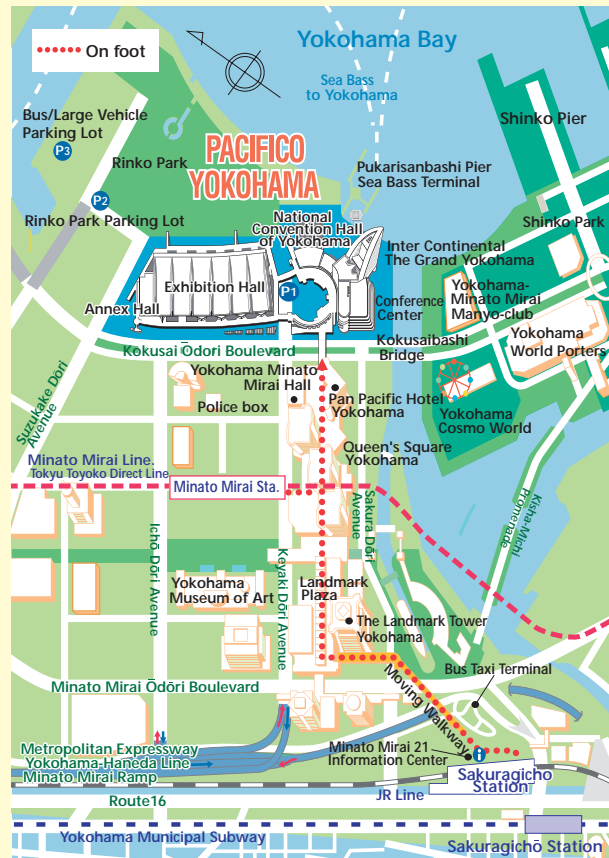 On foot
Yokohama Bay
Sea Bass
to Yokohama
Bus/Large Vehicle
Parking Lot
P3
Rinko Park
P2
Rinko Park Parking Lot
PACIFICO
YOKOHAMA
Shinko Pier
Pukarisanbashi Pier
Sea Bass Terminal
National
Convention Hall
of Yokohama
Shinko Park
Inter Continental
The Grand Yokohama
Exhibition Hall
P1
Annex Hall
Conference
Center
Yokohama-
Minato Mirai
Manyo-club
Kokusaibashi
Bridge
Yokohama
World Porters
Kokusai Ōdori Boulevard
Suzukake Dōri
Avenue
Yokohama Minato
Mirai Hall
Police box
Pan Pacific Hotel
Yokohama
Yokohama
Cosmo World
Queen's Square
Yokohama
Minato Mirai Line.
Tokyu Toyoko Direct Line
Minato Mirai Sta.
Sakura Dōri
Avenue
Kisha-Michi
Promenade
Ichō Dōri Avenue
Keyaki Dōri Avenue
Yokohama
Museum of Art
Landmark
Plaza
The Landmark Tower
Yokohama
Bus Taxi Terminal
Minato Mirai Ōdōri Boulevard
Moving Walkway
Metropolitan Expressway
Yokohama-Haneda Line
Minato Mirai Ramp
Minato Mirai 21
Information Center
i
Sakuragicho
Station
JR Line
Route16
Yokohama Municipal Subway
Sakuragichō Station